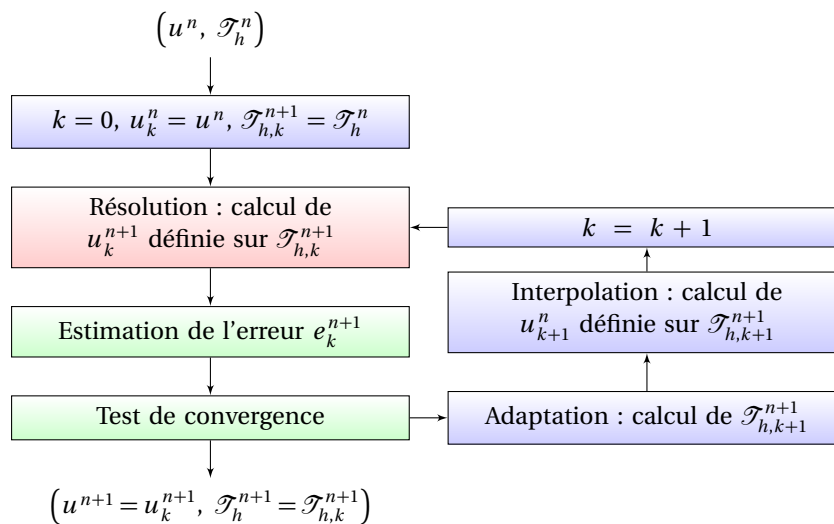 (uⁿ, 𝒯ₕⁿ)
k = 0, uₖⁿ = uⁿ, 𝒯ₕ,ₖⁿ⁺¹ = 𝒯ₕⁿ
Résolution : calcul de
uₖⁿ⁺¹ définie sur 𝒯ₕ,ₖⁿ⁺¹
Estimation de l'erreur eₖⁿ⁺¹
Test de convergence
(uⁿ⁺¹ = uₖⁿ⁺¹, 𝒯ₕⁿ⁺¹ = 𝒯ₕ,ₖⁿ⁺¹)
Adaptation : calcul de 𝒯ₕ,ₖ₊₁ⁿ⁺¹
Interpolation : calcul de
uₖ₊₁ⁿ définie sur 𝒯ₕ,ₖ₊₁ⁿ⁺¹
k = k + 1